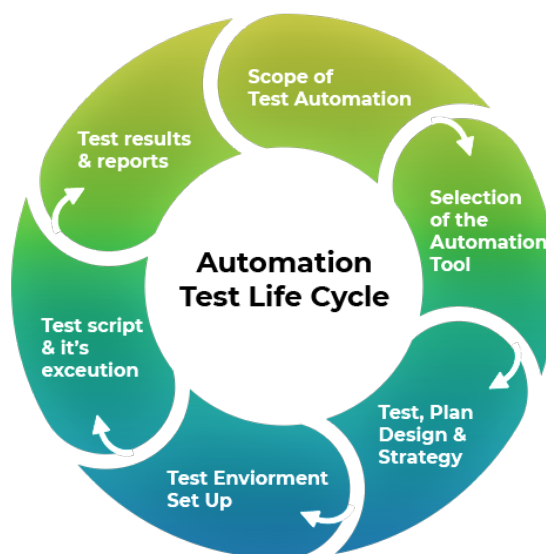 Automation
Test Life Cycle
Scope of
Test Automation
Selection
of the
Automation
Tool
Test, Plan
Design &
Strategy
Test Enviorment
Set Up
Test script
& it's
exceution
Test results
& reports